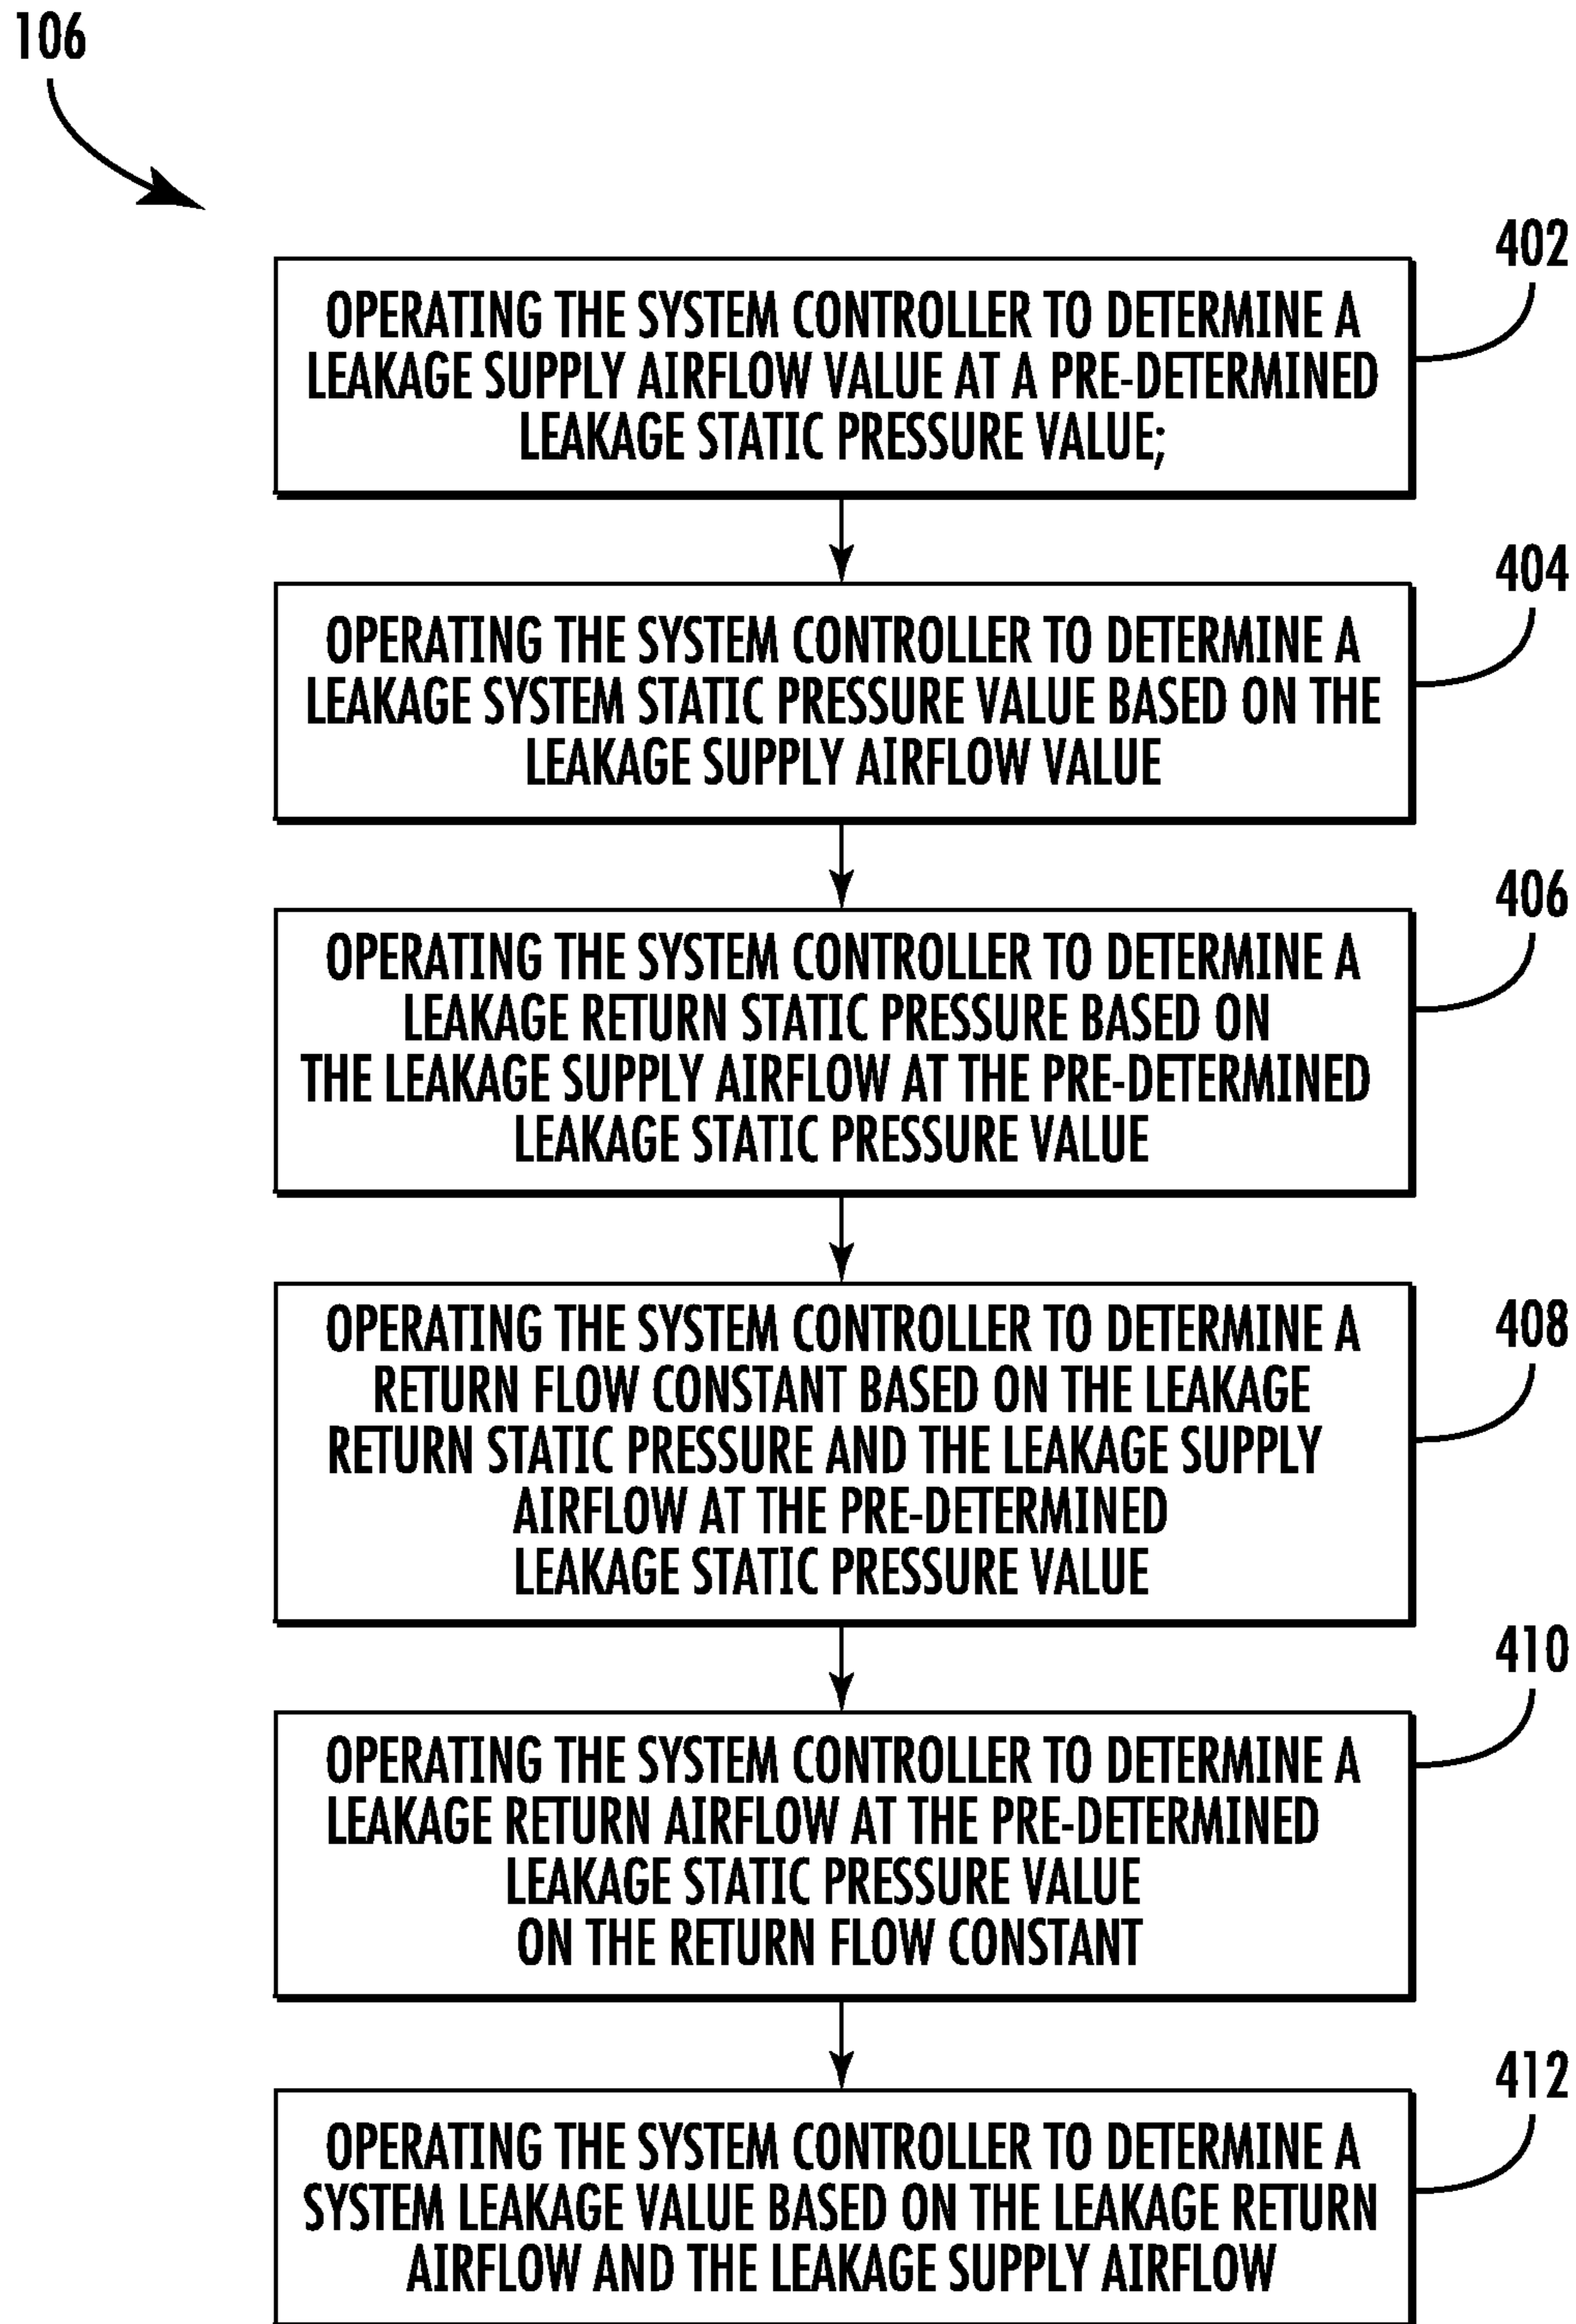 106
402
OPERATING THE SYSTEM CONTROLLER TO DETERMINE A
LEAKAGE SUPPLY AIRFLOW VALUE AT A PRE-DETERMINED
LEAKAGE STATIC PRESSURE VALUE;
404
OPERATING THE SYSTEM CONTROLLER TO DETERMINE A
LEAKAGE SYSTEM STATIC PRESSURE VALUE BASED ON THE
LEAKAGE SUPPLY AIRFLOW VALUE
406
OPERATING THE SYSTEM CONTROLLER TO DETERMINE A
LEAKAGE RETURN STATIC PRESSURE BASED ON
THE LEAKAGE SUPPLY AIRFLOW AT THE PRE-DETERMINED
LEAKAGE STATIC PRESSURE VALUE
408
OPERATING THE SYSTEM CONTROLLER TO DETERMINE A
RETURN FLOW CONSTANT BASED ON THE LEAKAGE
RETURN STATIC PRESSURE AND THE LEAKAGE SUPPLY
AIRFLOW AT THE PRE-DETERMINED
LEAKAGE STATIC PRESSURE VALUE
410
OPERATING THE SYSTEM CONTROLLER TO DETERMINE A
LEAKAGE RETURN AIRFLOW AT THE PRE-DETERMINED
LEAKAGE STATIC PRESSURE VALUE
ON THE RETURN FLOW CONSTANT
412
OPERATING THE SYSTEM CONTROLLER TO DETERMINE A
SYSTEM LEAKAGE VALUE BASED ON THE LEAKAGE RETURN
AIRFLOW AND THE LEAKAGE SUPPLY AIRFLOW